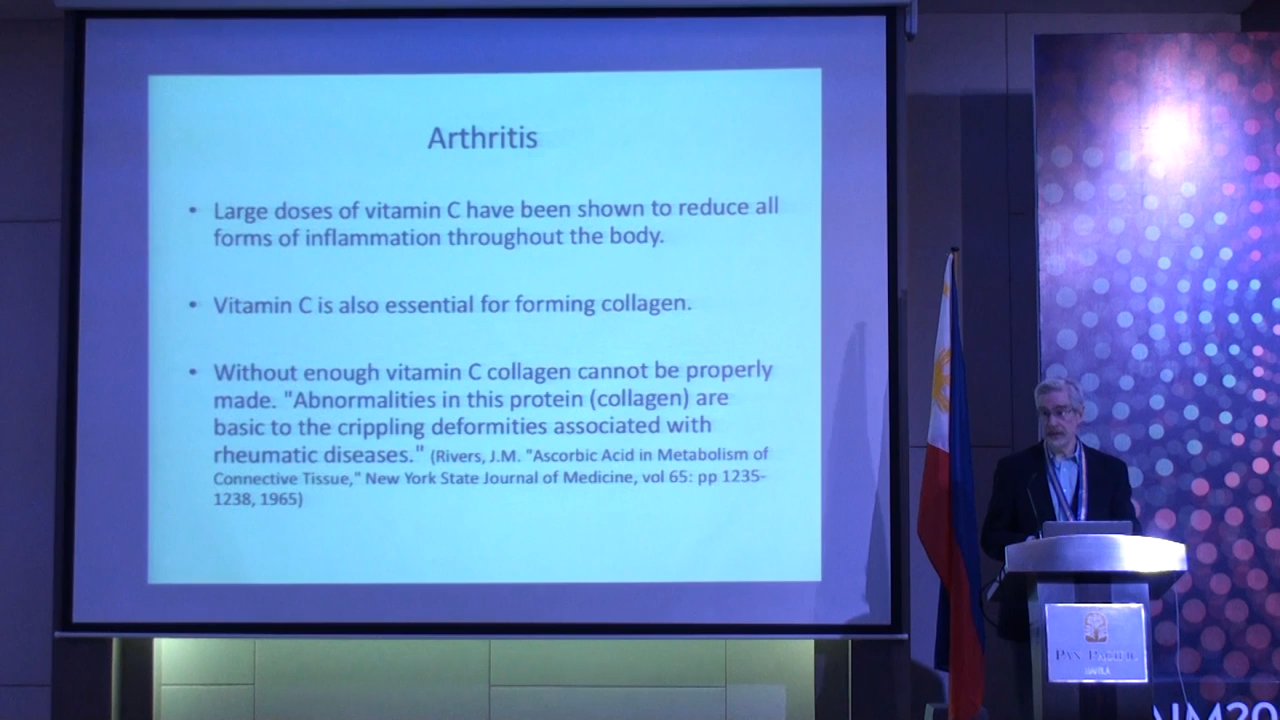 Arthritis
• Large doses of vitamin C have been shown to reduce all
forms of inflammation throughout the body.
• Vitamin C is also essential for forming collagen.
• Without enough vitamin C collagen cannot be properly
made. "Abnormalities in this protein (collagen) are
basic to the crippling deformities associated with
rheumatic diseases." (Rivers, J.M. "Ascorbic Acid in Metabolism of
Connective Tissue," New York State Journal of Medicine, vol 65: pp 1235-
1238, 1965)
PAN PACIFIC
MANILA